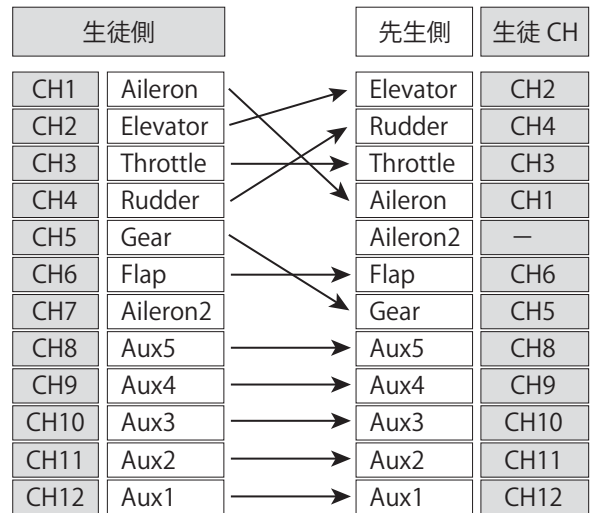 生徒側 先生側 生徒 CH
CH1 Aileron Elevator CH2
CH2 Elevator Rudder CH4
CH3 Throttle Throttle CH3
CH4 Rudder Aileron CH1
CH5 Gear Aileron2 －
CH6 Flap Flap CH6
CH7 Aileron2 Gear CH5
CH8 Aux5 Aux5 CH8
CH9 Aux4 Aux4 CH9
CH10 Aux3 Aux3 CH10
CH11 Aux2 Aux2 CH11
CH12 Aux1 Aux1 CH12